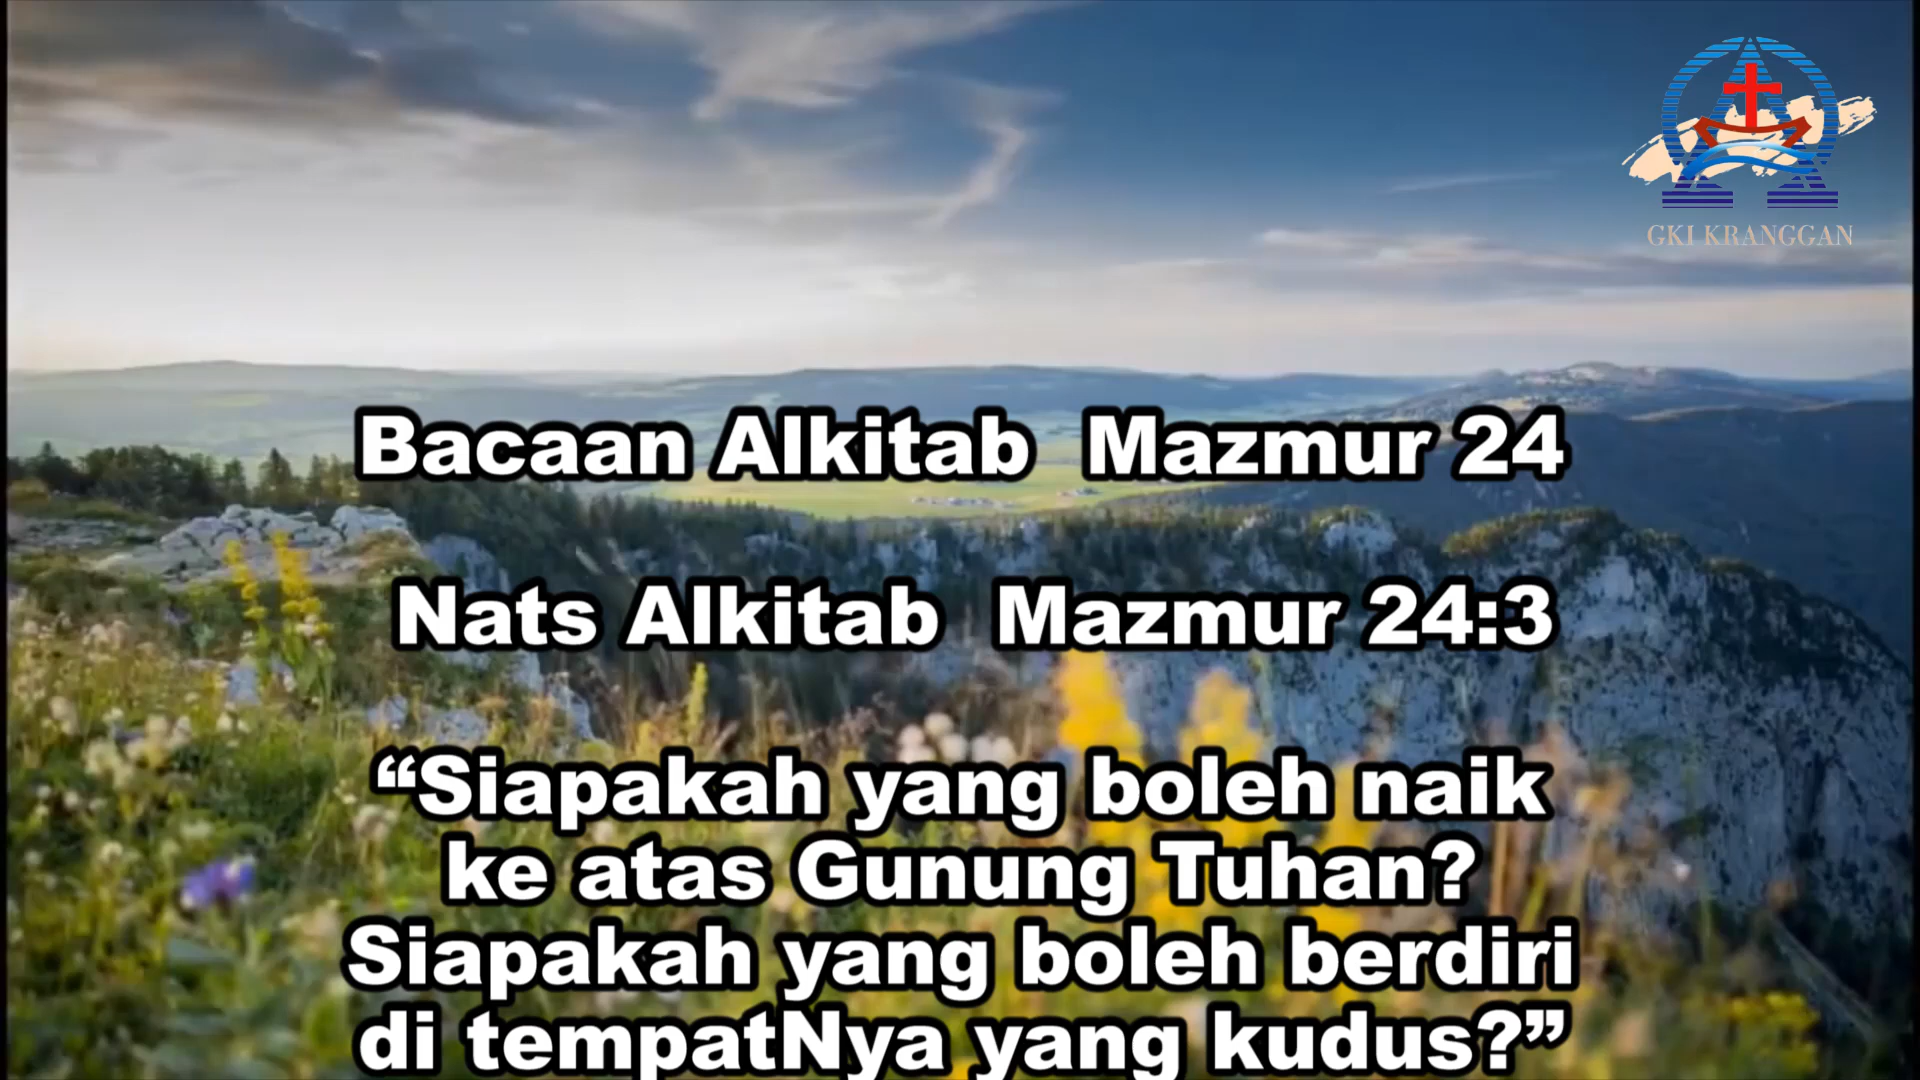 GKI KRANGGAN
Bacaan Alkitab  Mazmur 24
Nats Alkitab  Mazmur 24:3
“Siapakah yang boleh naik
ke atas Gunung Tuhan?
Siapakah yang boleh berdiri
di tempatNya yang kudus?”